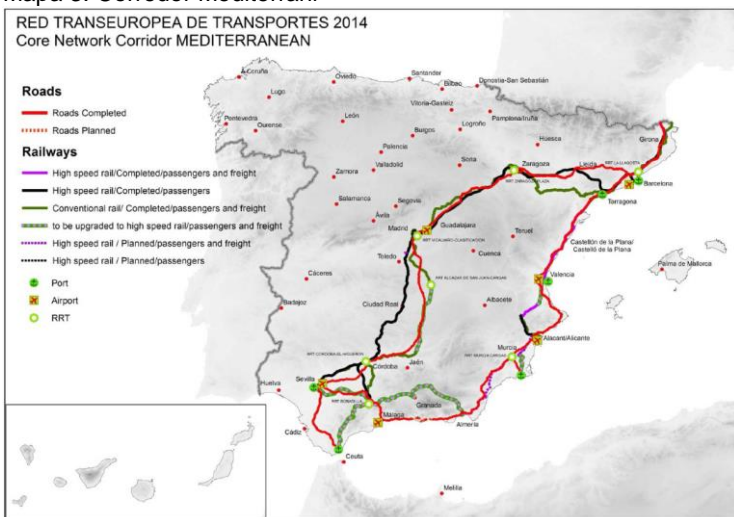 RED TRANSEUROPEA DE TRANSPORTES 2014
Core Network Corridor MEDITERRANEAN
Roads
Roads Completed
Roads Planned
Railways
High speed rail/Completed/passengers and freight
High speed rail/Completed/passengers
Conventional rail/ Completed/passengers and freight
to be upgraded to high speed rail/passengers and freight
High speed rail / Planned/passengers and freight
High speed rail / Planned/passengers
Port
Airport
RRT
A Coruña
Lugo
Oviedo
Santander
Bilbao
Donostia-San Sebastián
Vitoria-Gasteiz
Pamplona/Iruña
Pontevedra
Ourense
León
Burgos
Logroño
Huesca
Girona
Palencia
Zamora
Valladolid
Soria
Zaragoza
Lleida
Barcelona
Tarragona
Salamanca
Segovia
Ávila
Guadalajara
Madrid
Teruel
Castellón de la Plana/
Castelló de la Plana
Toledo
Cuenca
Cáceres
Valencia
Palma de Mallorca
Badajoz
Ciudad Real
Albacete
Alacant/Alicante
Murcia
Córdoba
Jaén
Huelva
Sevilla
Granada
Málaga
Almería
Cádiz
Ceuta
Melilla